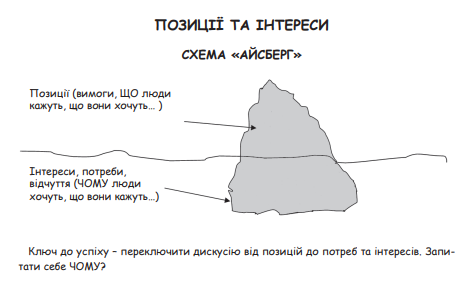 ПОЗИЦІЇ ТА ІНТЕРЕСИ
СХЕМА «АЙСБЕРГ»
Позиції (вимоги, ЩО люди
кажуть, що вони хочуть… )
Інтереси, потреби,
відчуття (ЧОМУ люди
хочуть, що вони кажуть…)
Ключ до успіху – переключити дискусію від позицій до потреб та інтересів. Запи-
тати себе ЧОМУ?